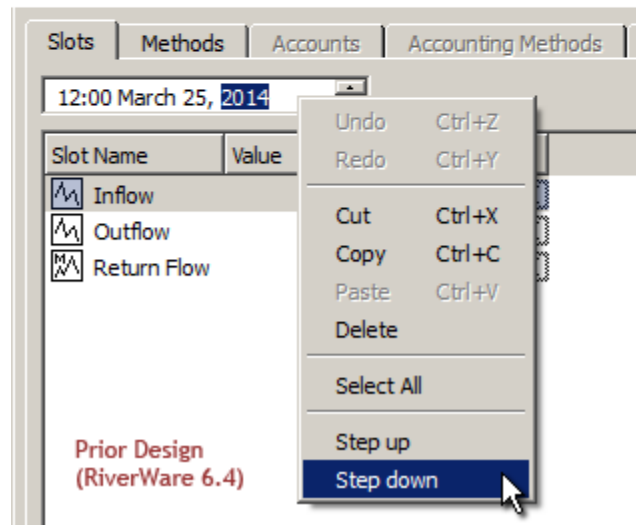 Slots Methods Accounts Accounting Methods
12:00 March 25, 2014
Slot Name Value
Inflow
Outflow
Return Flow
Undo Ctrl+Z
Redo Ctrl+Y
Cut Ctrl+X
Copy Ctrl+C
Paste Ctrl+V
Delete
Select All
Step up
Step down
Prior Design
(RiverWare 6.4)